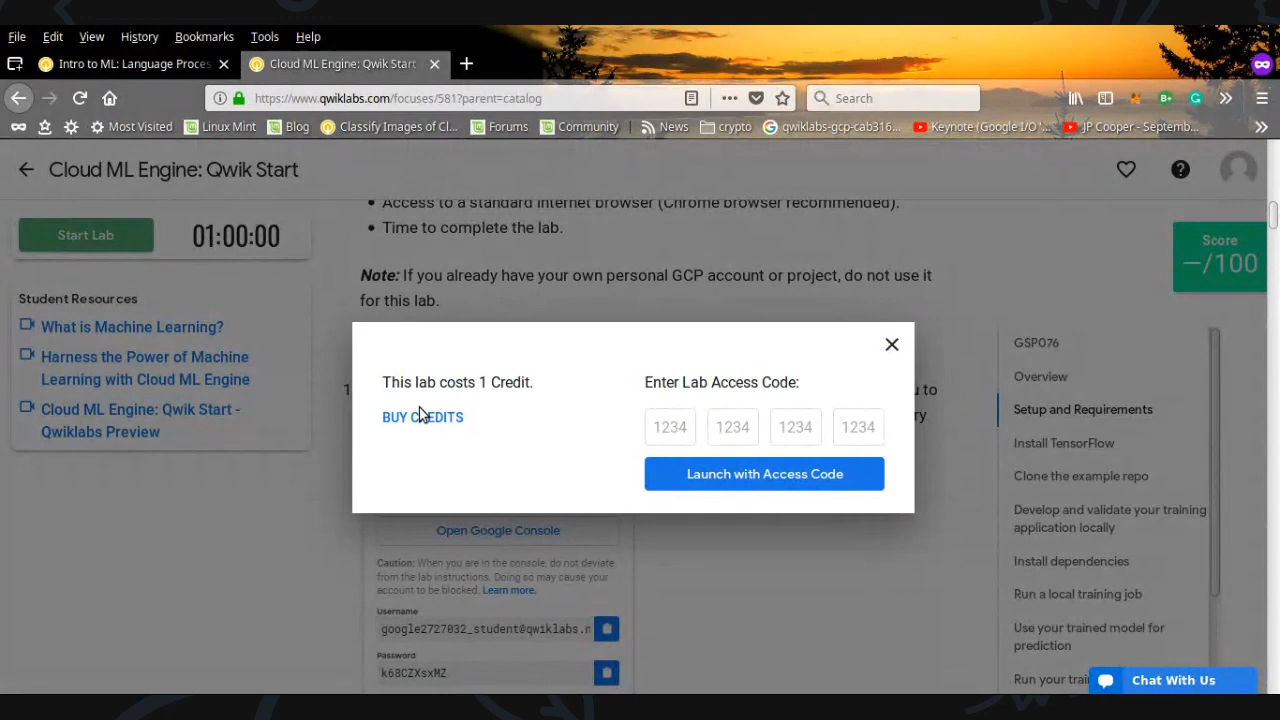 File Edit View History Bookmarks Tools Help
Intro to ML: Language Proces
Cloud ML Engine: Qwik Start
https://www.qwiklabs.com/focuses/581?parent=catalog
Search
Most Visited Linux Mint Blog Classify Images of Cl... Forums Community News crypto qwiklabs-gcp-cab316... Keynote (Google I/O '... JP Cooper - Septemb...
Cloud ML Engine: Qwik Start
Start Lab
01:00:00
Student Resources
What is Machine Learning?
Harness the Power of Machine
Learning with Cloud ML Engine
Cloud ML Engine: Qwik Start -
Qwiklabs Preview
Access to a standard internet browser (Chrome browser recommended).
Time to complete the lab.
Note: If you already have your own personal GCP account or project, do not use it
for this lab.
1
u to
ry
This lab costs 1 Credit.
BUY CREDITS
Enter Lab Access Code:
1234 1234 1234 1234
Launch with Access Code
Open Google Console
Caution: When you are in the console, do not deviate
from the lab instructions. Doing so may cause your
account to be blocked. Learn more.
Username
google2727032_student@qwiklabs.n
Password
k68CZXsxMZ
Score
—/100
GSP076
Overview
Setup and Requirements
Install TensorFlow
Clone the example repo
Develop and validate your training
application locally
Install dependencies
Run a local training job
Use your trained model for
prediction
Run your trai
Chat With Us